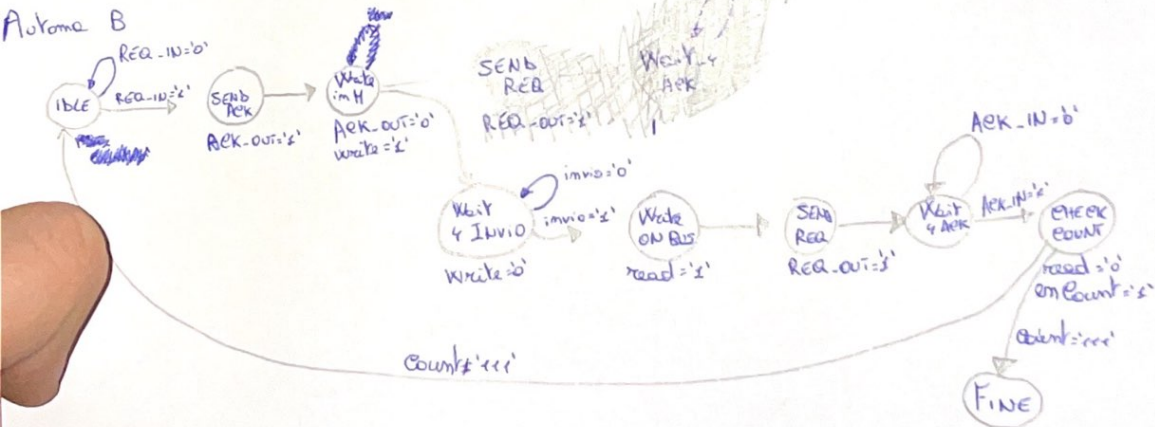 Automa B
REQ_IN='0'
IDLE
REQ_IN='1'
SEND
ACK
ACK_OUT='1'
Write
in M
ACK_OUT='0'
write='1'
SEND
REQ
REQ_OUT='1'
Wait_4
ACK
Wait
4 INVIO
write='0'
invio='0'
invio='1'
Write
ON BUS
read='1'
SEND
REQ
REQ_OUT='1'
Wait
4 ACK
ACK_IN='0'
ACK_IN='1'
CHECK
COUNT
read='0'
enCount='1'
Count='111'
Count≠'111'
FINE